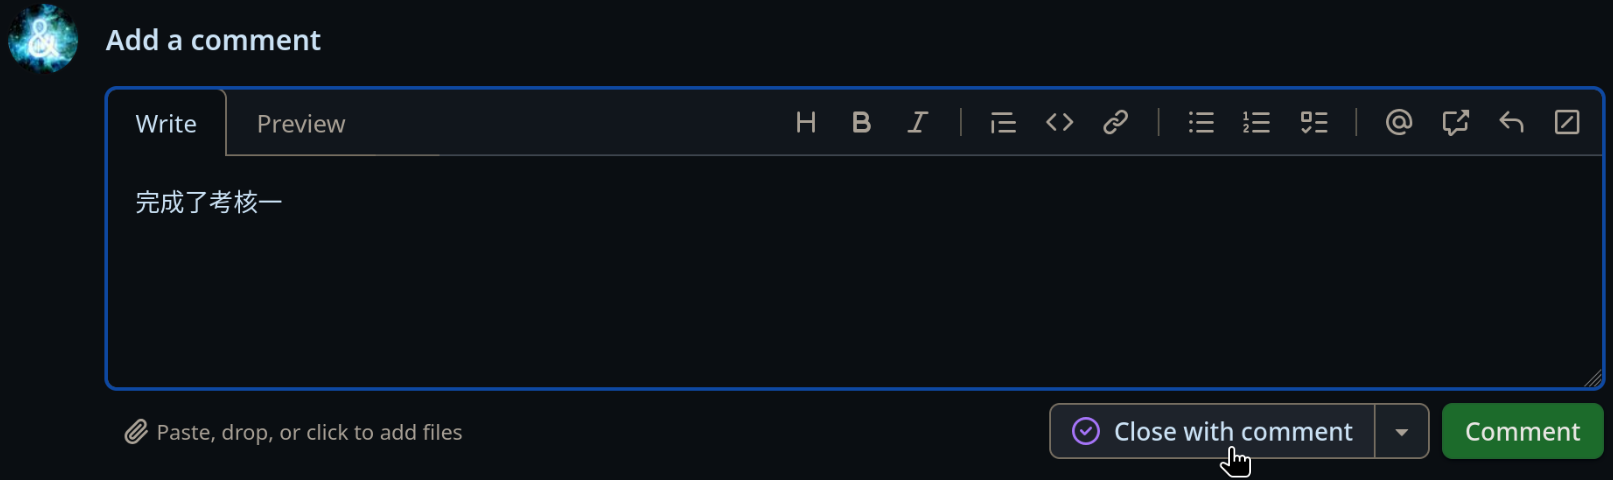 Add a comment
Write
Preview
完成了考核一
Paste, drop, or click to add files
Close with comment
Comment